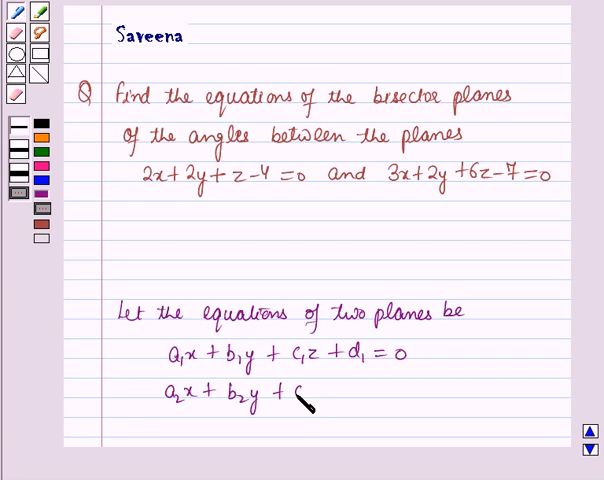 Saveena
Q Find the equations of the bisector planes
of the angles between the planes
2x + 2y + z - 4 = 0 and 3x + 2y + 6z - 7 = 0
Let the equations of two planes be
a₁x + b₁y + c₁z + d₁ = 0
a₂x + b₂y + c